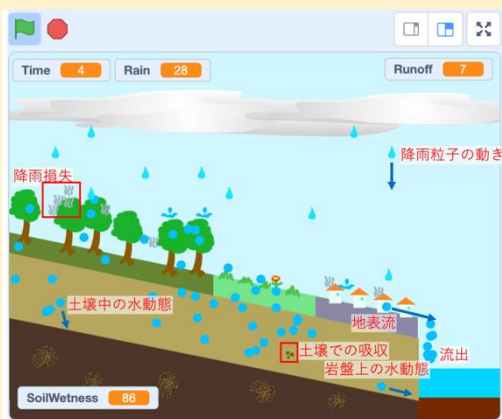 Time 4 Rain 28 Runoff 7
降雨粒子の動き
降雨損失
土壌中の水動態
地表流
土壌での吸収
流出
岩盤上の水動態
SoilWetness 86